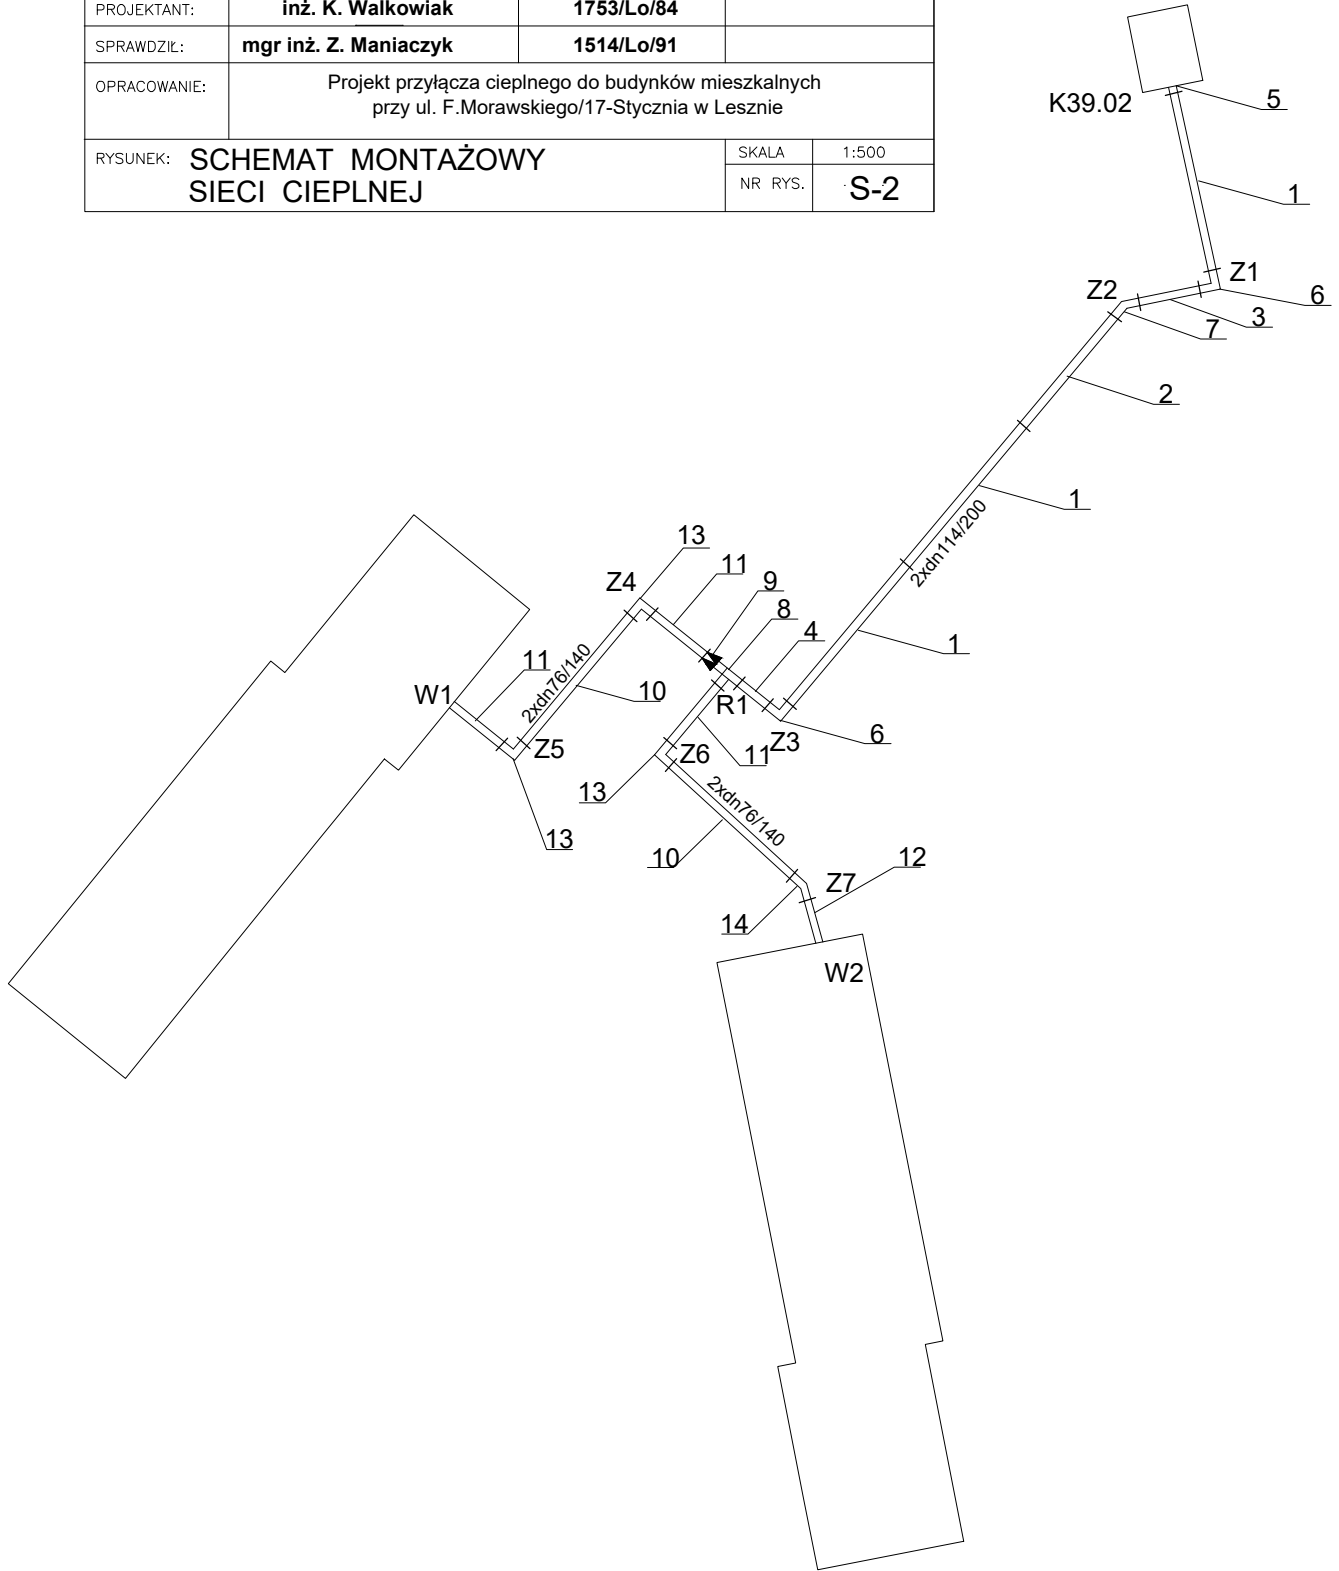 PROJEKTANT: inż. K. Walkowiak 1753/Lo/84
SPRAWDZIŁ: mgr inż. Z. Maniaczyk 1514/Lo/91
OPRACOWANIE: Projekt przyłącza cieplnego do budynków mieszkalnych
przy ul. F.Morawskiego/17-Stycznia w Lesznie
RYSUNEK: SCHEMAT MONTAŻOWY
SIECI CIEPLNEJ
SKALA 1:500
NR RYS. S-2
K39.02
5
1
Z1
Z2
6
3
7
2
1
2xdn114/200
13
11
Z4
9
8
4
1
11
2xdn76/140
10
W1
R1
Z3
6
Z5
Z6
11
13
2xdn76/140
13
10
12
Z7
14
W2